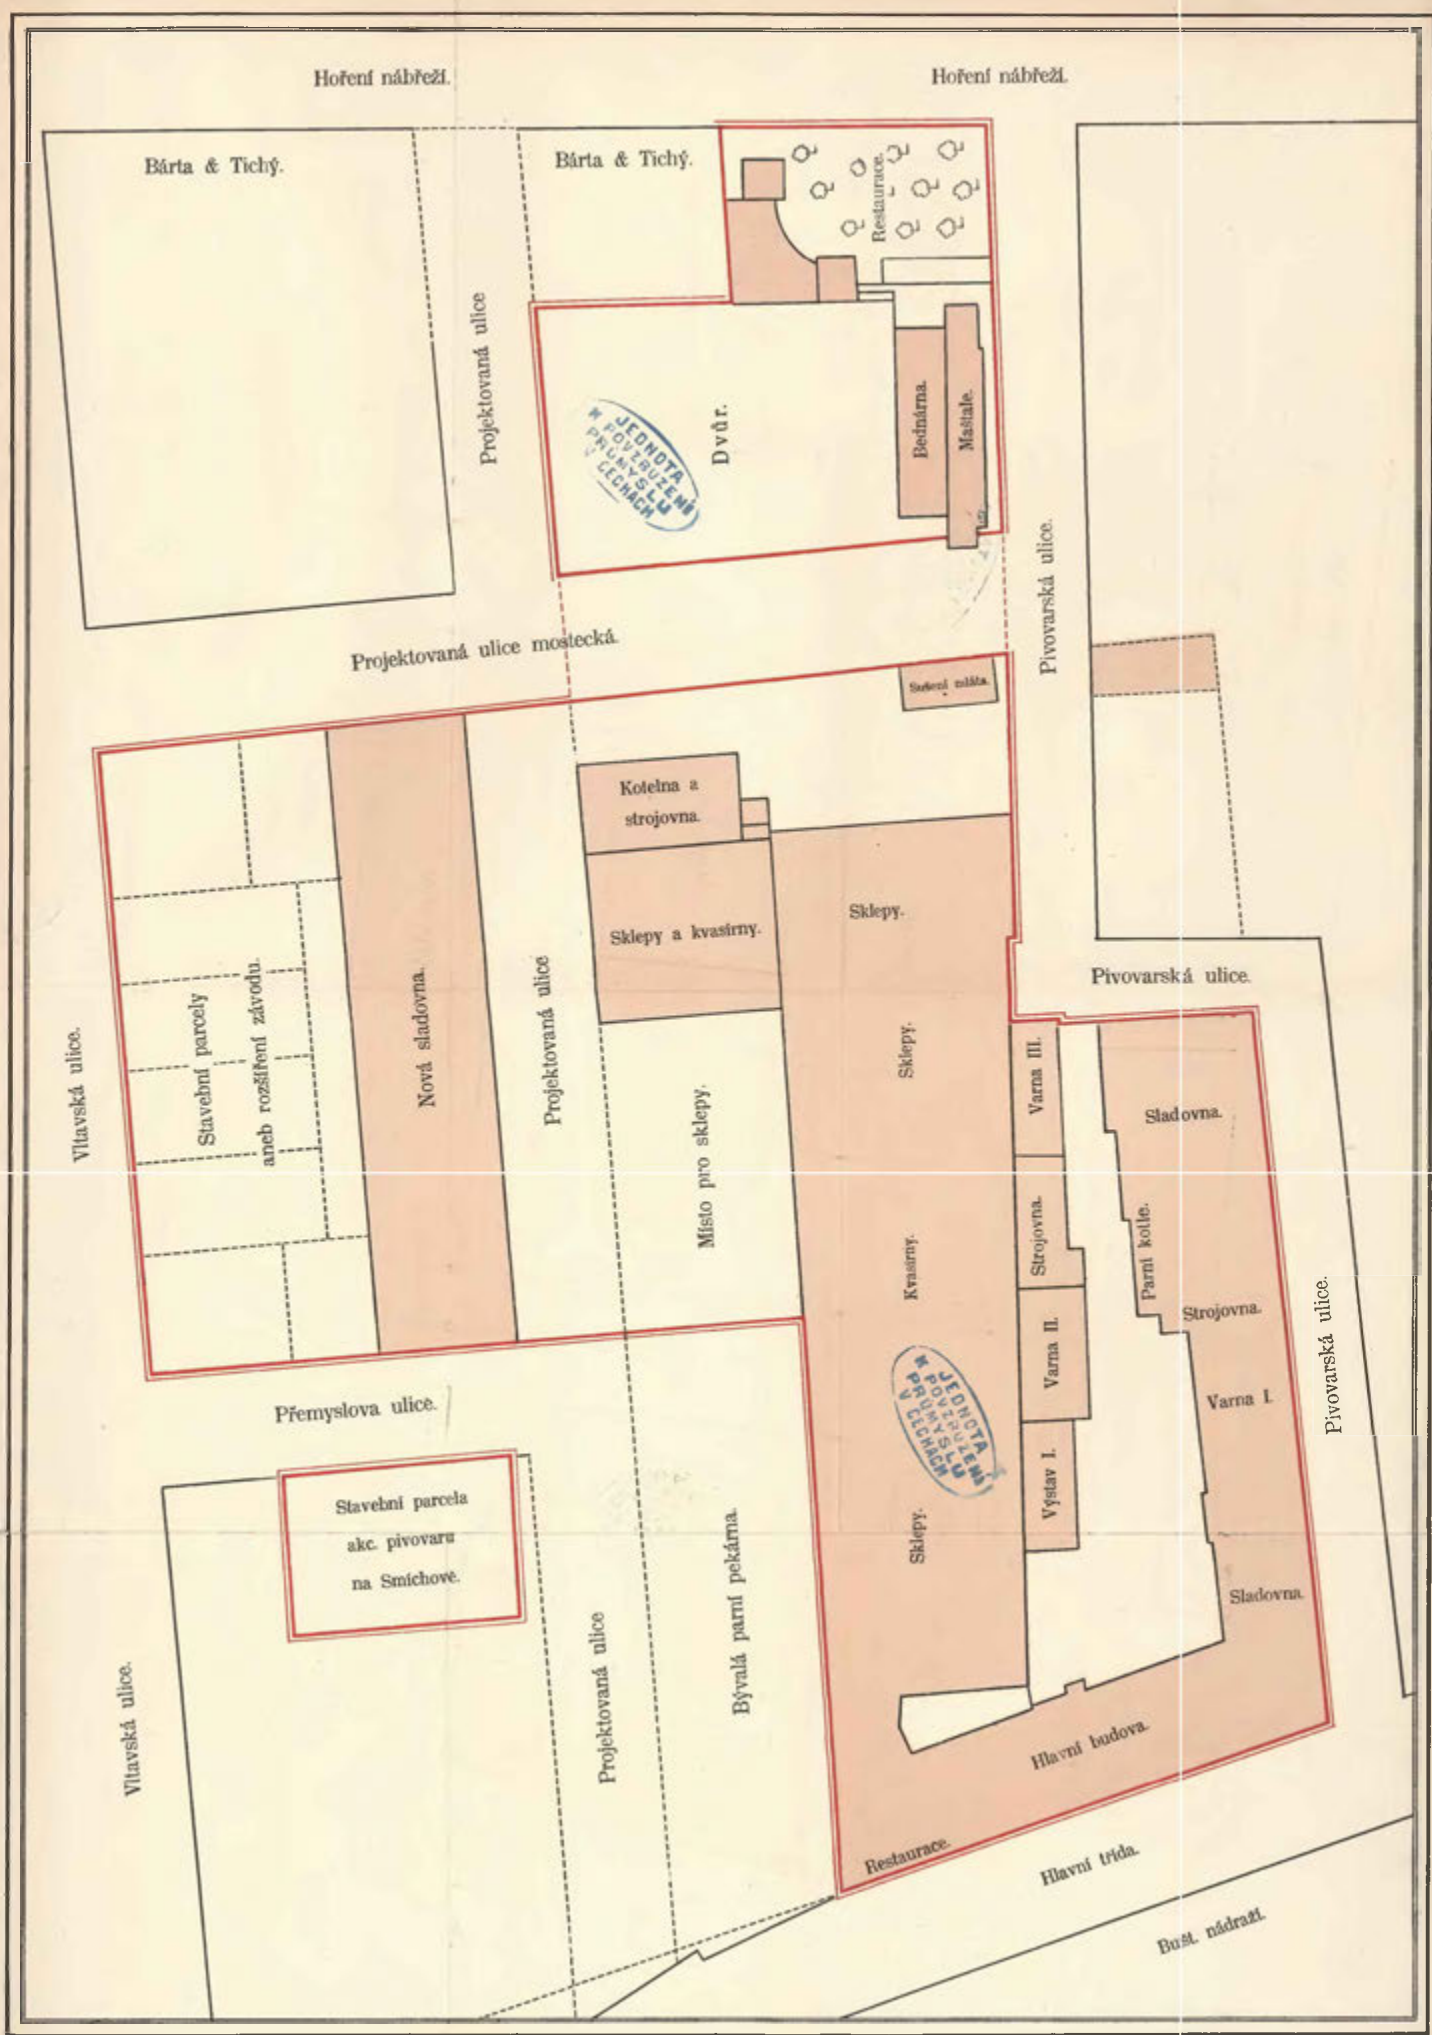 Hoření nábřeží.
Hoření nábřeží.
Bárta & Tichý.
Bárta & Tichý.
Restaurace.
Projektovaná ulice
Dvůr.
Bednárna.
Maštale.
JEDNOTA
K POVZBUZENÍ
PRŮMYSLU
V ČECHÁCH
Pivovarská ulice.
Projektovaná ulice mostecká.
Sušení mláta.
Kotelna a
strojovna.
Sklepy a kvasírny.
Sklepy.
Pivovarská ulice.
Vltavská ulice.
Stavební parcely
aneb rozšíření závodu.
Nová sladovna.
Projektovaná ulice
Místo pro sklepy.
Sklepy.
Varna III.
Sladovna.
Strojovna.
Parní kotle.
Kvasírny.
Strojovna.
Varna II.
Varna I.
Pivovarská ulice.
Přemyslova ulice.
JEDNOTA
K POVZBUZENÍ
PRŮMYSLU
V ČECHÁCH
Výstav I.
Stavební parcela
akc. pivovaru
na Smíchově.
Sklepy.
Sladovna.
Vltavská ulice.
Projektovaná ulice
Bývalá parní pekárna.
Hlavní budova.
Restaurace.
Hlavní třída.
Bušt. nádraží.